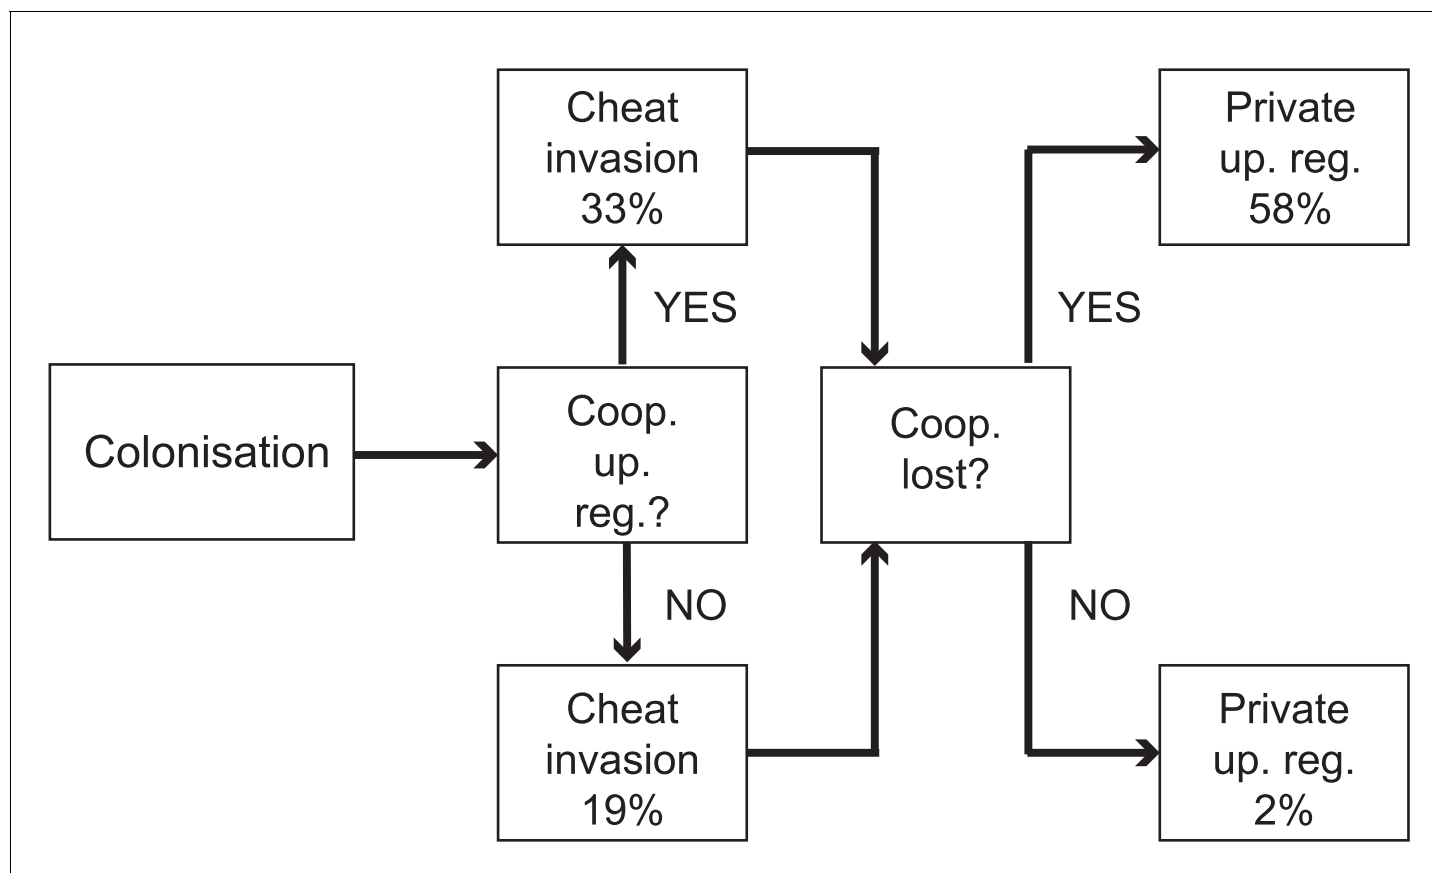 Colonisation
Coop.
up.
reg.?
YES
Cheat
invasion
33%
NO
Cheat
invasion
19%
Coop.
lost?
YES
Private
up. reg.
58%
NO
Private
up. reg.
2%